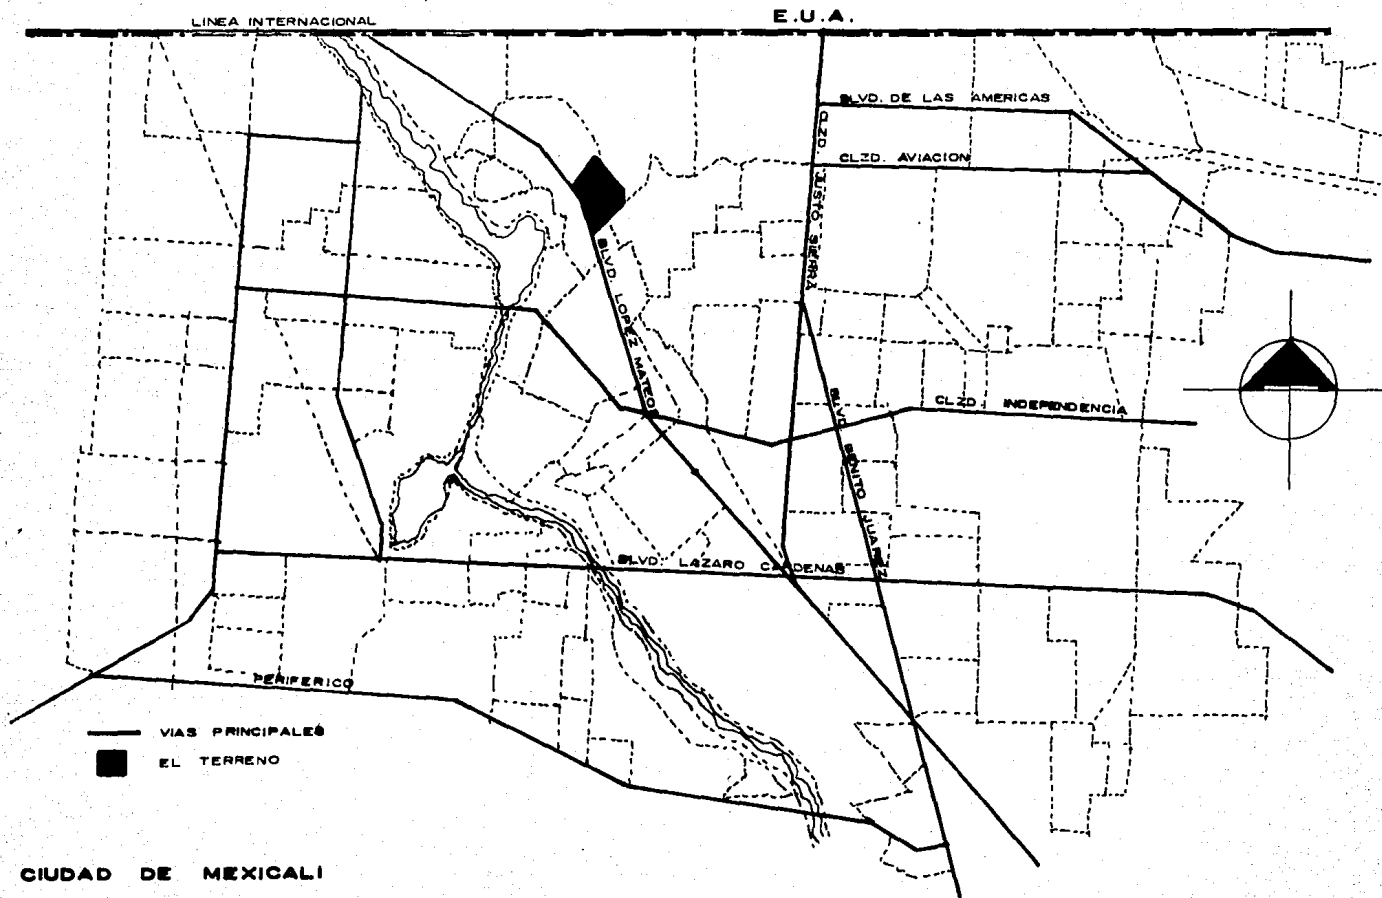 E.U.A.
LINEA INTERNACIONAL
BLVD. DE LAS AMERICAS
CLZD. AVIACION
CLZD. JUSTO SIERRA
BLVD. LOPEZ MATEOS
CLZD. INDEPENDENCIA
BLVD. BENITO JUAREZ
BLVD. LAZARO CARDENAS
PERIFERICO
VIAS PRINCIPALES
EL TERRENO
CIUDAD DE MEXICALI